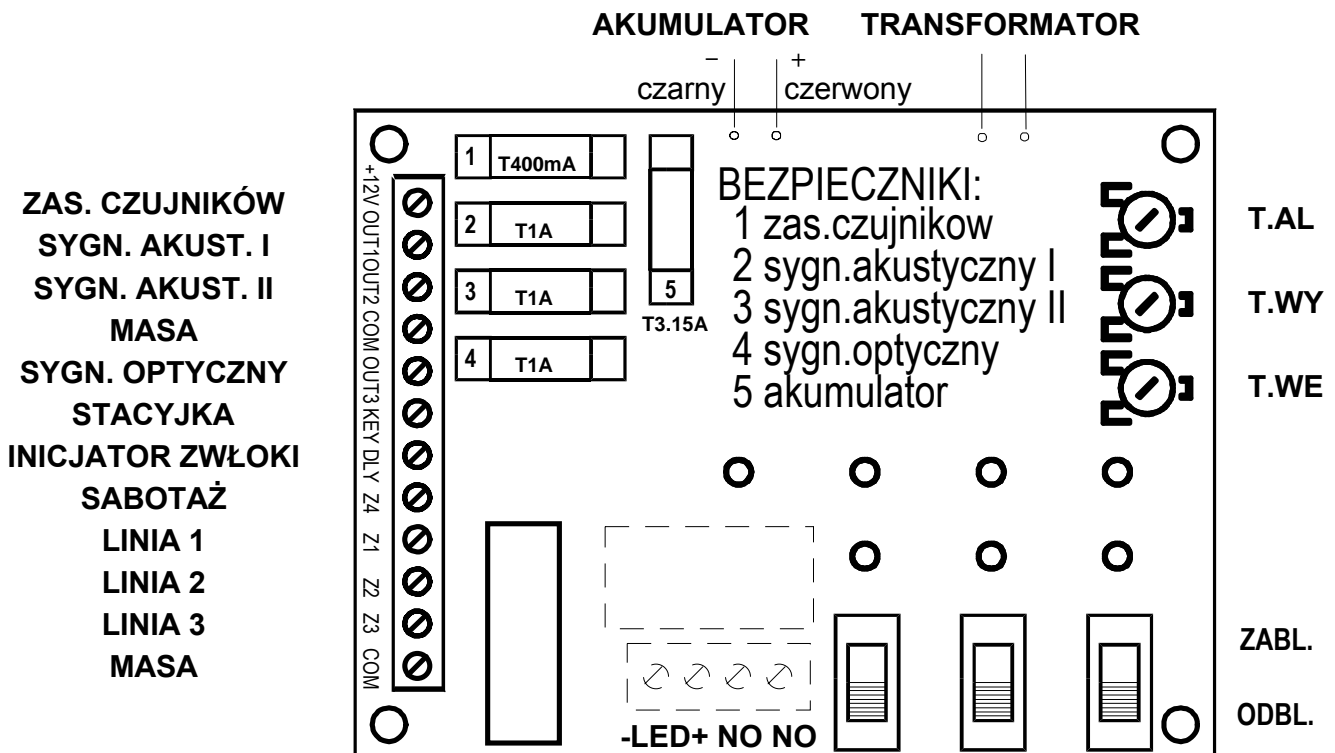 AKUMULATOR TRANSFORMATOR
− +
czarny czerwony
ZAS. CZUJNIKÓW
SYGN. AKUST. I
SYGN. AKUST. II
MASA
SYGN. OPTYCZNY
STACYJKA
INICJATOR ZWŁOKI
SABOTAŻ
LINIA 1
LINIA 2
LINIA 3
MASA
+12V OUT1 OUT2 COM OUT3 KEY DLY Z4 Z1 Z2 Z3 COM
1 T400mA
2 T1A
3 T1A
4 T1A
5
T3.15A
BEZPIECZNIKI:
1 zas.czujnikow
2 sygn.akustyczny I
3 sygn.akustyczny II
4 sygn.optyczny
5 akumulator
T.AL
T.WY
T.WE
ZABL.
ODBL.
-LED+ NO NO